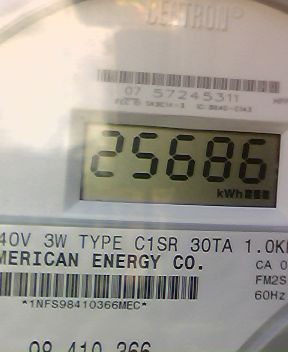 CENTRON®
07 57245311
25686
kWh
40V 3W TYPE C1SR 30TA 1.0K
MERICAN ENERGY CO.
CA 0
FM2S
60Hz
*1NFS98410366MEC*
98 410 366